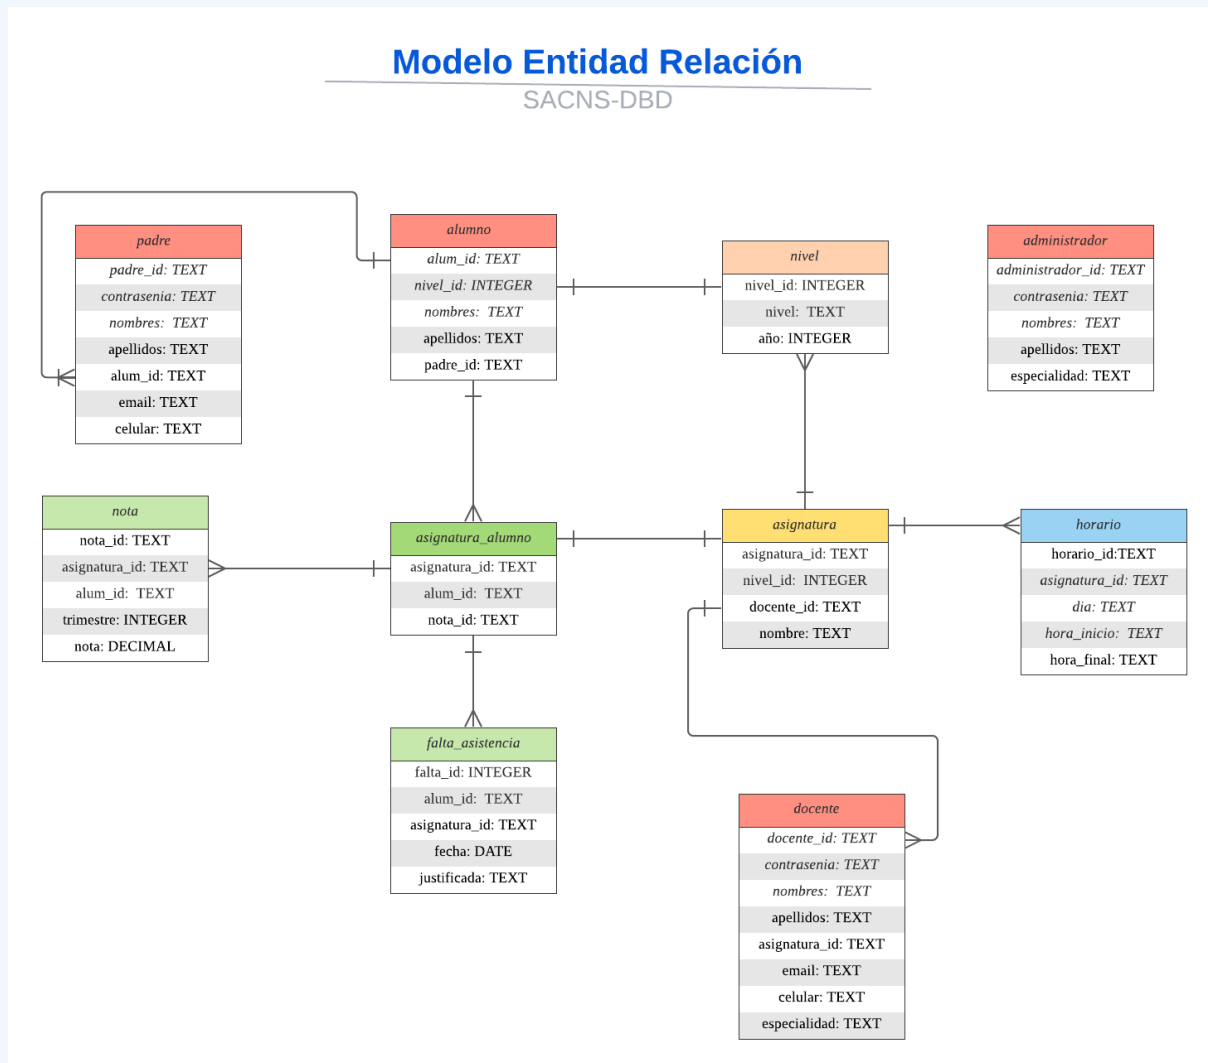 Modelo Entidad Relación
SACNS-DBD
padre
padre_id: TEXT
contrasenia: TEXT
nombres: TEXT
apellidos: TEXT
alum_id: TEXT
email: TEXT
celular: TEXT
alumno
alum_id: TEXT
nivel_id: INTEGER
nombres: TEXT
apellidos: TEXT
padre_id: TEXT
nivel
nivel_id: INTEGER
nivel: TEXT
año: INTEGER
administrador
administrador_id: TEXT
contrasenia: TEXT
nombres: TEXT
apellidos: TEXT
especialidad: TEXT
nota
nota_id: TEXT
asignatura_id: TEXT
alum_id: TEXT
trimestre: INTEGER
nota: DECIMAL
asignatura_alumno
asignatura_id: TEXT
alum_id: TEXT
nota_id: TEXT
asignatura
asignatura_id: TEXT
nivel_id: INTEGER
docente_id: TEXT
nombre: TEXT
horario
horario_id:TEXT
asignatura_id: TEXT
dia: TEXT
hora_inicio: TEXT
hora_final: TEXT
falta_asistencia
falta_id: INTEGER
alum_id: TEXT
asignatura_id: TEXT
fecha: DATE
justificada: TEXT
docente
docente_id: TEXT
contrasenia: TEXT
nombres: TEXT
apellidos: TEXT
asignatura_id: TEXT
email: TEXT
celular: TEXT
especialidad: TEXT